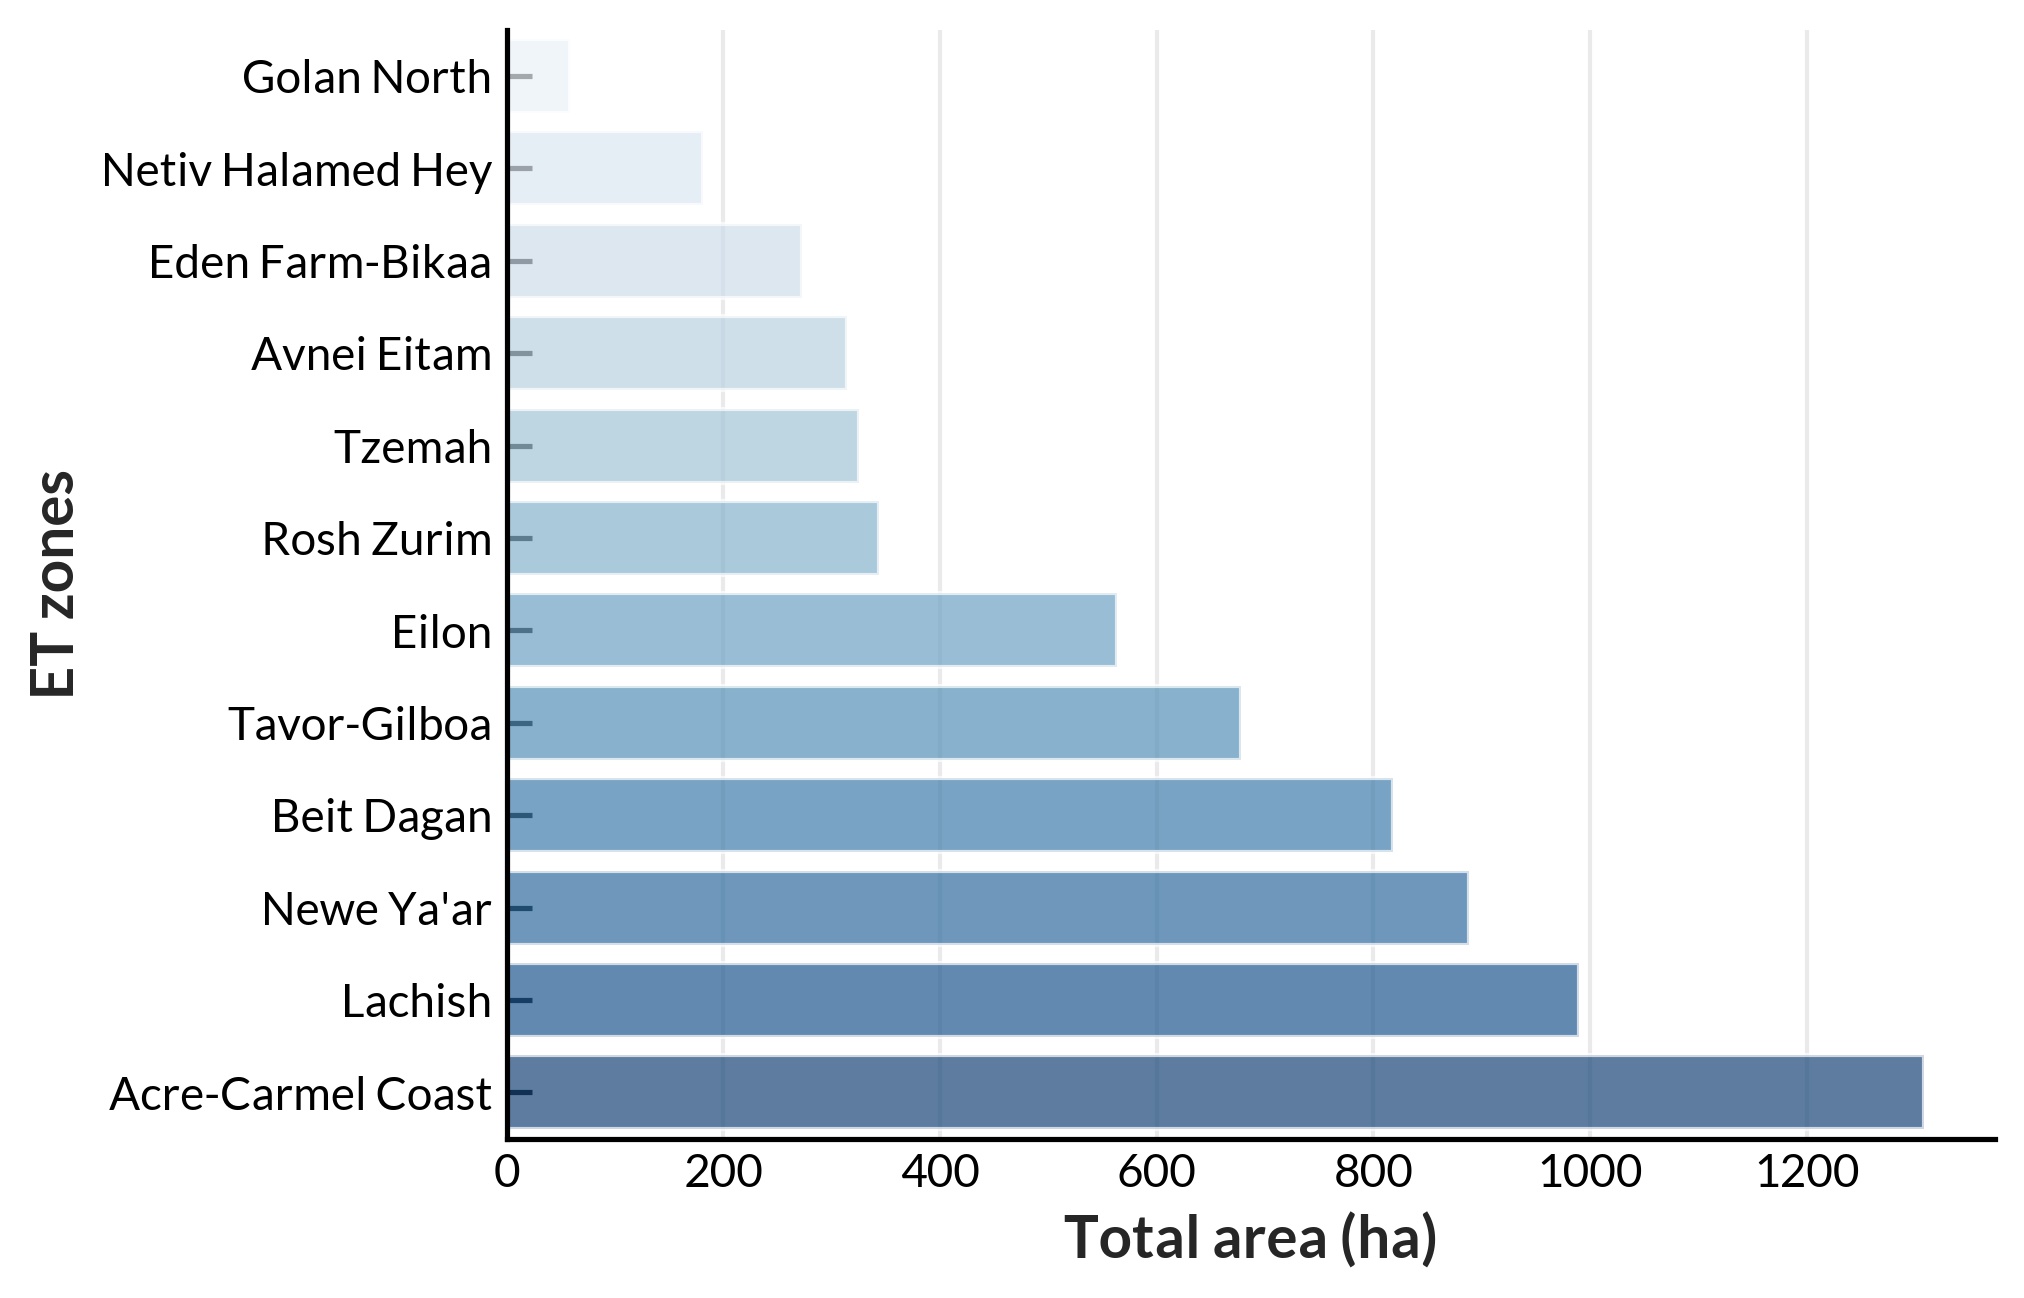 Golan North
Netiv Halamed Hey
Eden Farm-Bikaa
Avnei Eitam
Tzemah
Rosh Zurim
Eilon
Tavor-Gilboa
Beit Dagan
Newe Ya'ar
Lachish
Acre-Carmel Coast
ET zones
0 200 400 600 800 1000 1200
Total area (ha)